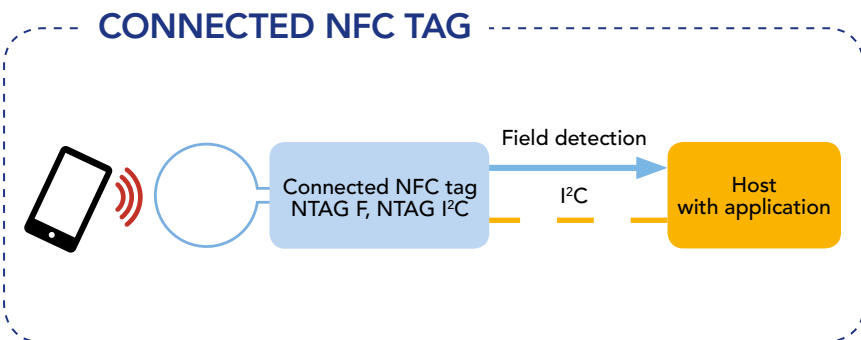 CONNECTED NFC TAG
Field detection
Connected NFC tag
NTAG F, NTAG I²C
I²C
Host
with application